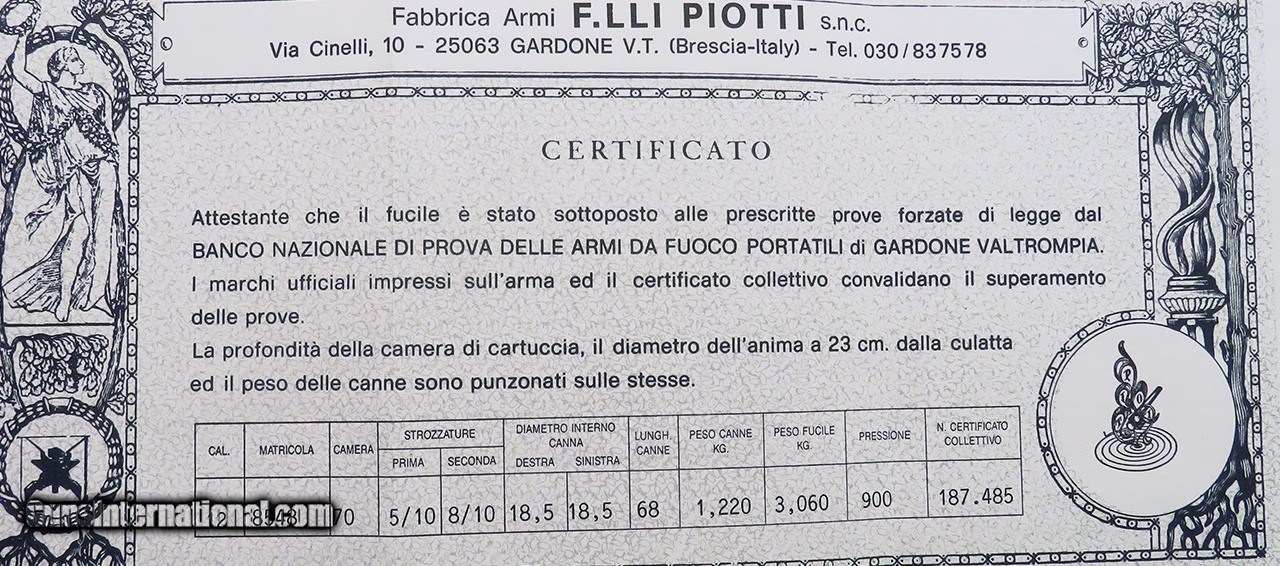 Fabbrica Armi F.LLI PIOTTI s.n.c.
Via Cinelli, 10 - 25063 GARDONE V.T. (Brescia-Italy) - Tel. 030/837578
CERTIFICATO
Attestante che il fucile è stato sottoposto alle prescritte prove forzate di legge dal
BANCO NAZIONALE DI PROVA DELLE ARMI DA FUOCO PORTATILI di GARDONE VALTROMPIA.
I marchi ufficiali impressi sull'arma ed il certificato collettivo convalidano il superamento
delle prove.
La profondità della camera di cartuccia, il diametro dell'anima a 23 cm. dalla culatta
ed il peso delle canne sono punzonati sulle stesse.
CAL. MATRICOLA CAMERA STROZZATURE PRIMA SECONDA DIAMETRO INTERNO CANNA DESTRA SINISTRA LUNGH. CANNE PESO CANNE KG. PESO FUCILE KG. PRESSIONE N. CERTIFICATO COLLETTIVO
5/10 8/10 18,5 18,5 68 1,220 3,060 900 187.485